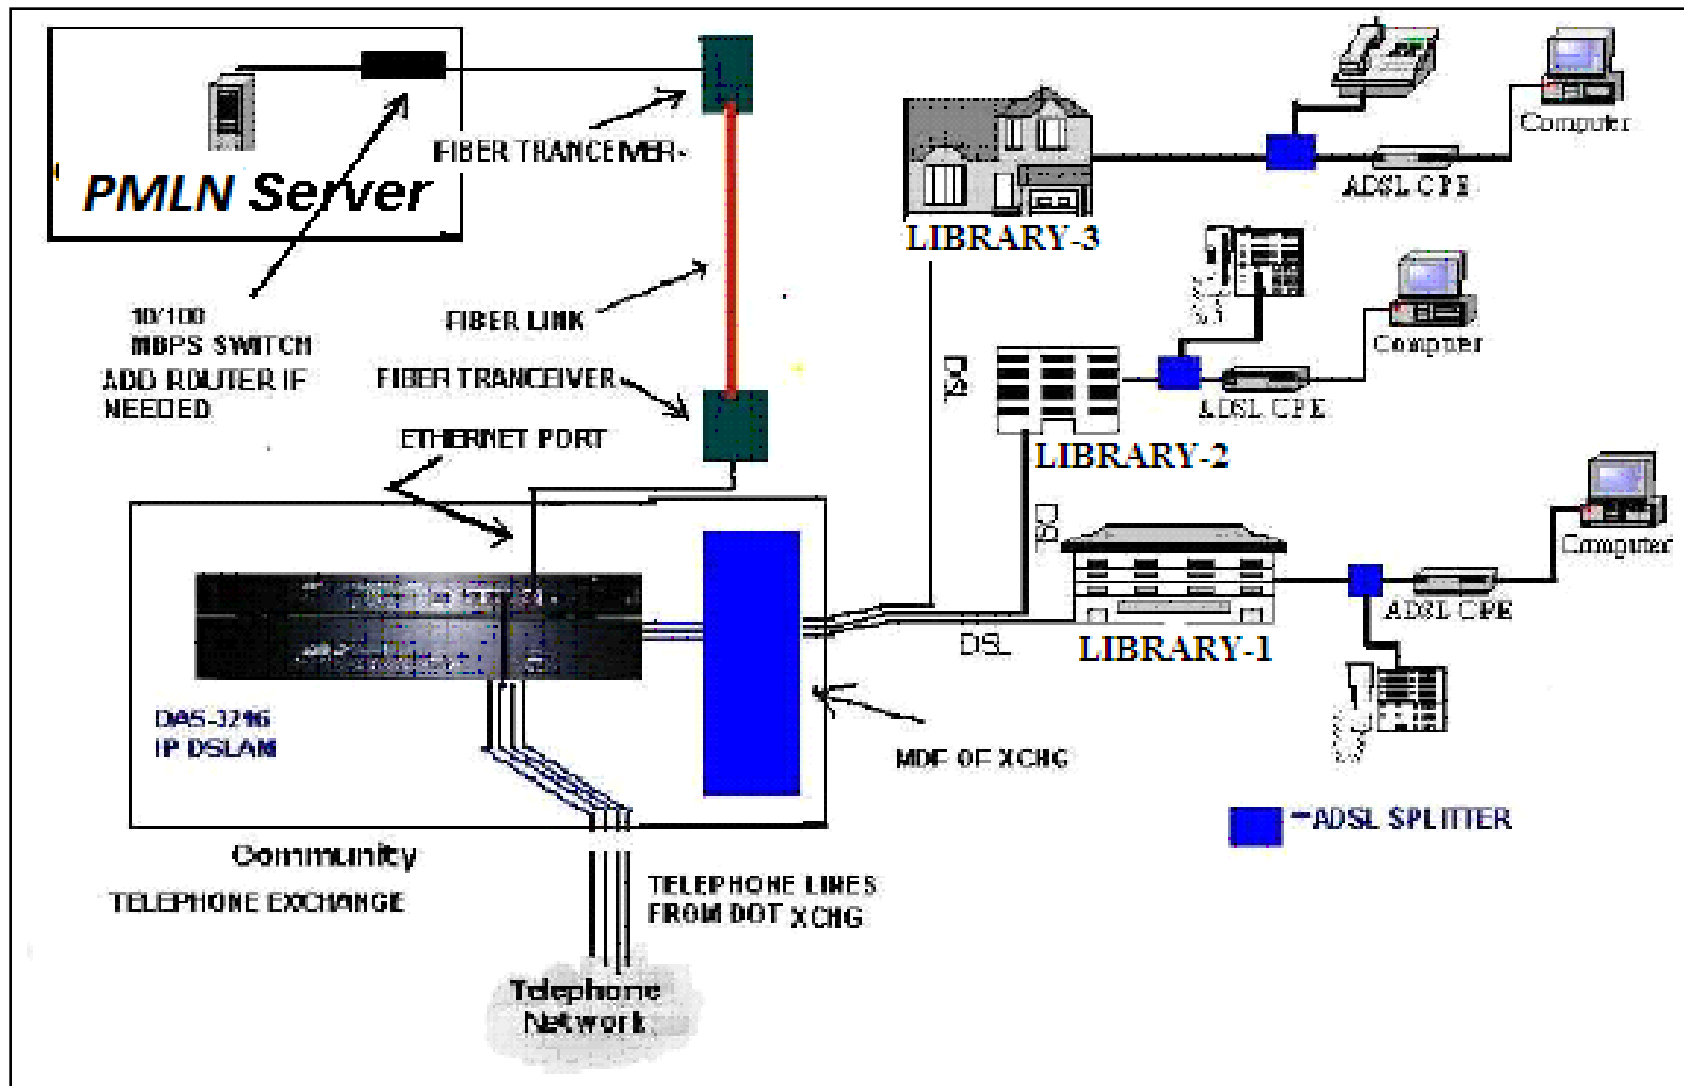 PMLN Server
FIBER TRANCEIVER
10/100
MBPS SWITCH
ADD ROUTER IF
NEEDED
FIBER LINK
FIBER TRANCEIVER
ETHERNET PORT
DAS-3216
IP DSLAM
Community
TELEPHONE EXCHANGE
TELEPHONE LINES
FROM DOT XCHG
Telephone
Network
MDF OF XCHG
LIBRARY-3
ADSL CPE
Computer
DSL
LIBRARY-2
ADSL CPE
Computer
DSL
DSL
LIBRARY-1
ADSL CPE
Computer
=ADSL SPLITTER